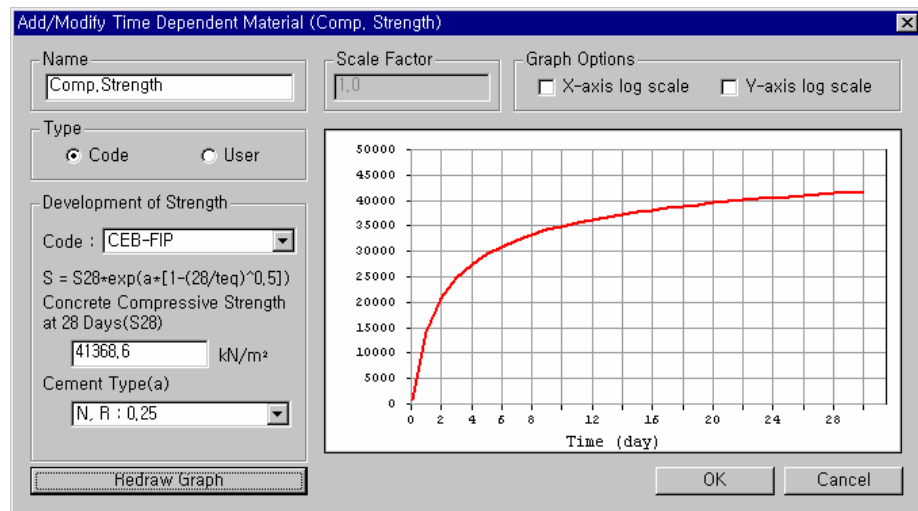 Add/Modify Time Dependent Material (Comp, Strength)
Name
Comp,Strength
Scale Factor
1,0
Graph Options
X-axis log scale
Y-axis log scale
Type
Code
User
Development of Strength
Code : CEB-FIP
S = S28*exp(a*[1-(28/teq)^0,5])
Concrete Compressive Strength
at 28 Days(S28)
41368,6 kN/m²
Cement Type(a)
N, R : 0,25
Redraw Graph
50000
45000
40000
35000
30000
25000
20000
15000
10000
5000
0
0 2 4 6 8 12 16 20 24 28
Time (day)
OK
Cancel